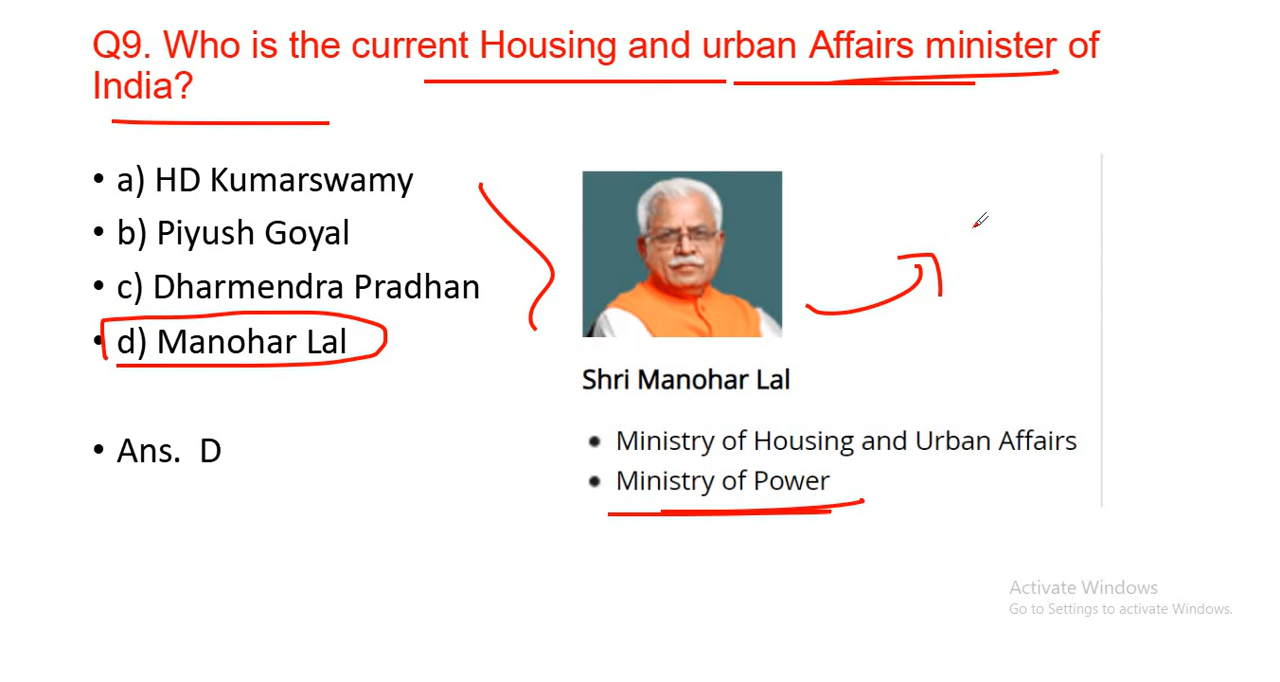 Q9. Who is the current Housing and urban Affairs minister of
India?
• a) HD Kumarswamy
• b) Piyush Goyal
• c) Dharmendra Pradhan
• d) Manohar Lal
• Ans. D
Shri Manohar Lal
• Ministry of Housing and Urban Affairs
• Ministry of Power
Activate Windows
Go to Settings to activate Windows.